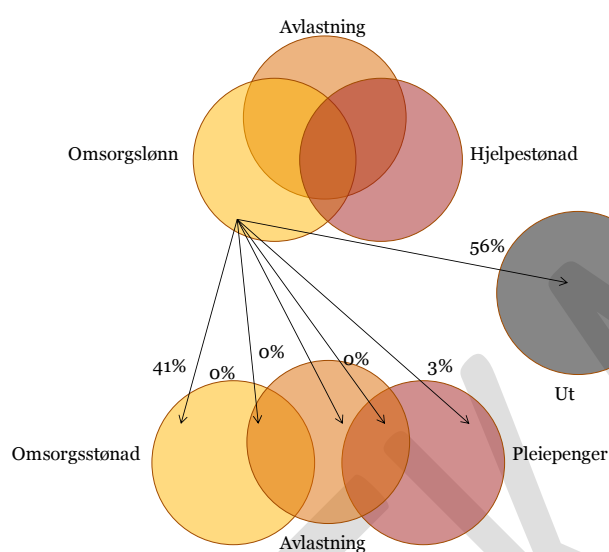 Avlastning
Omsorgslønn
Hjelpestønad
56%
41%
0%
0%
0%
3%
Ut
Omsorgsstønad
Pleiepenger
Avlastning